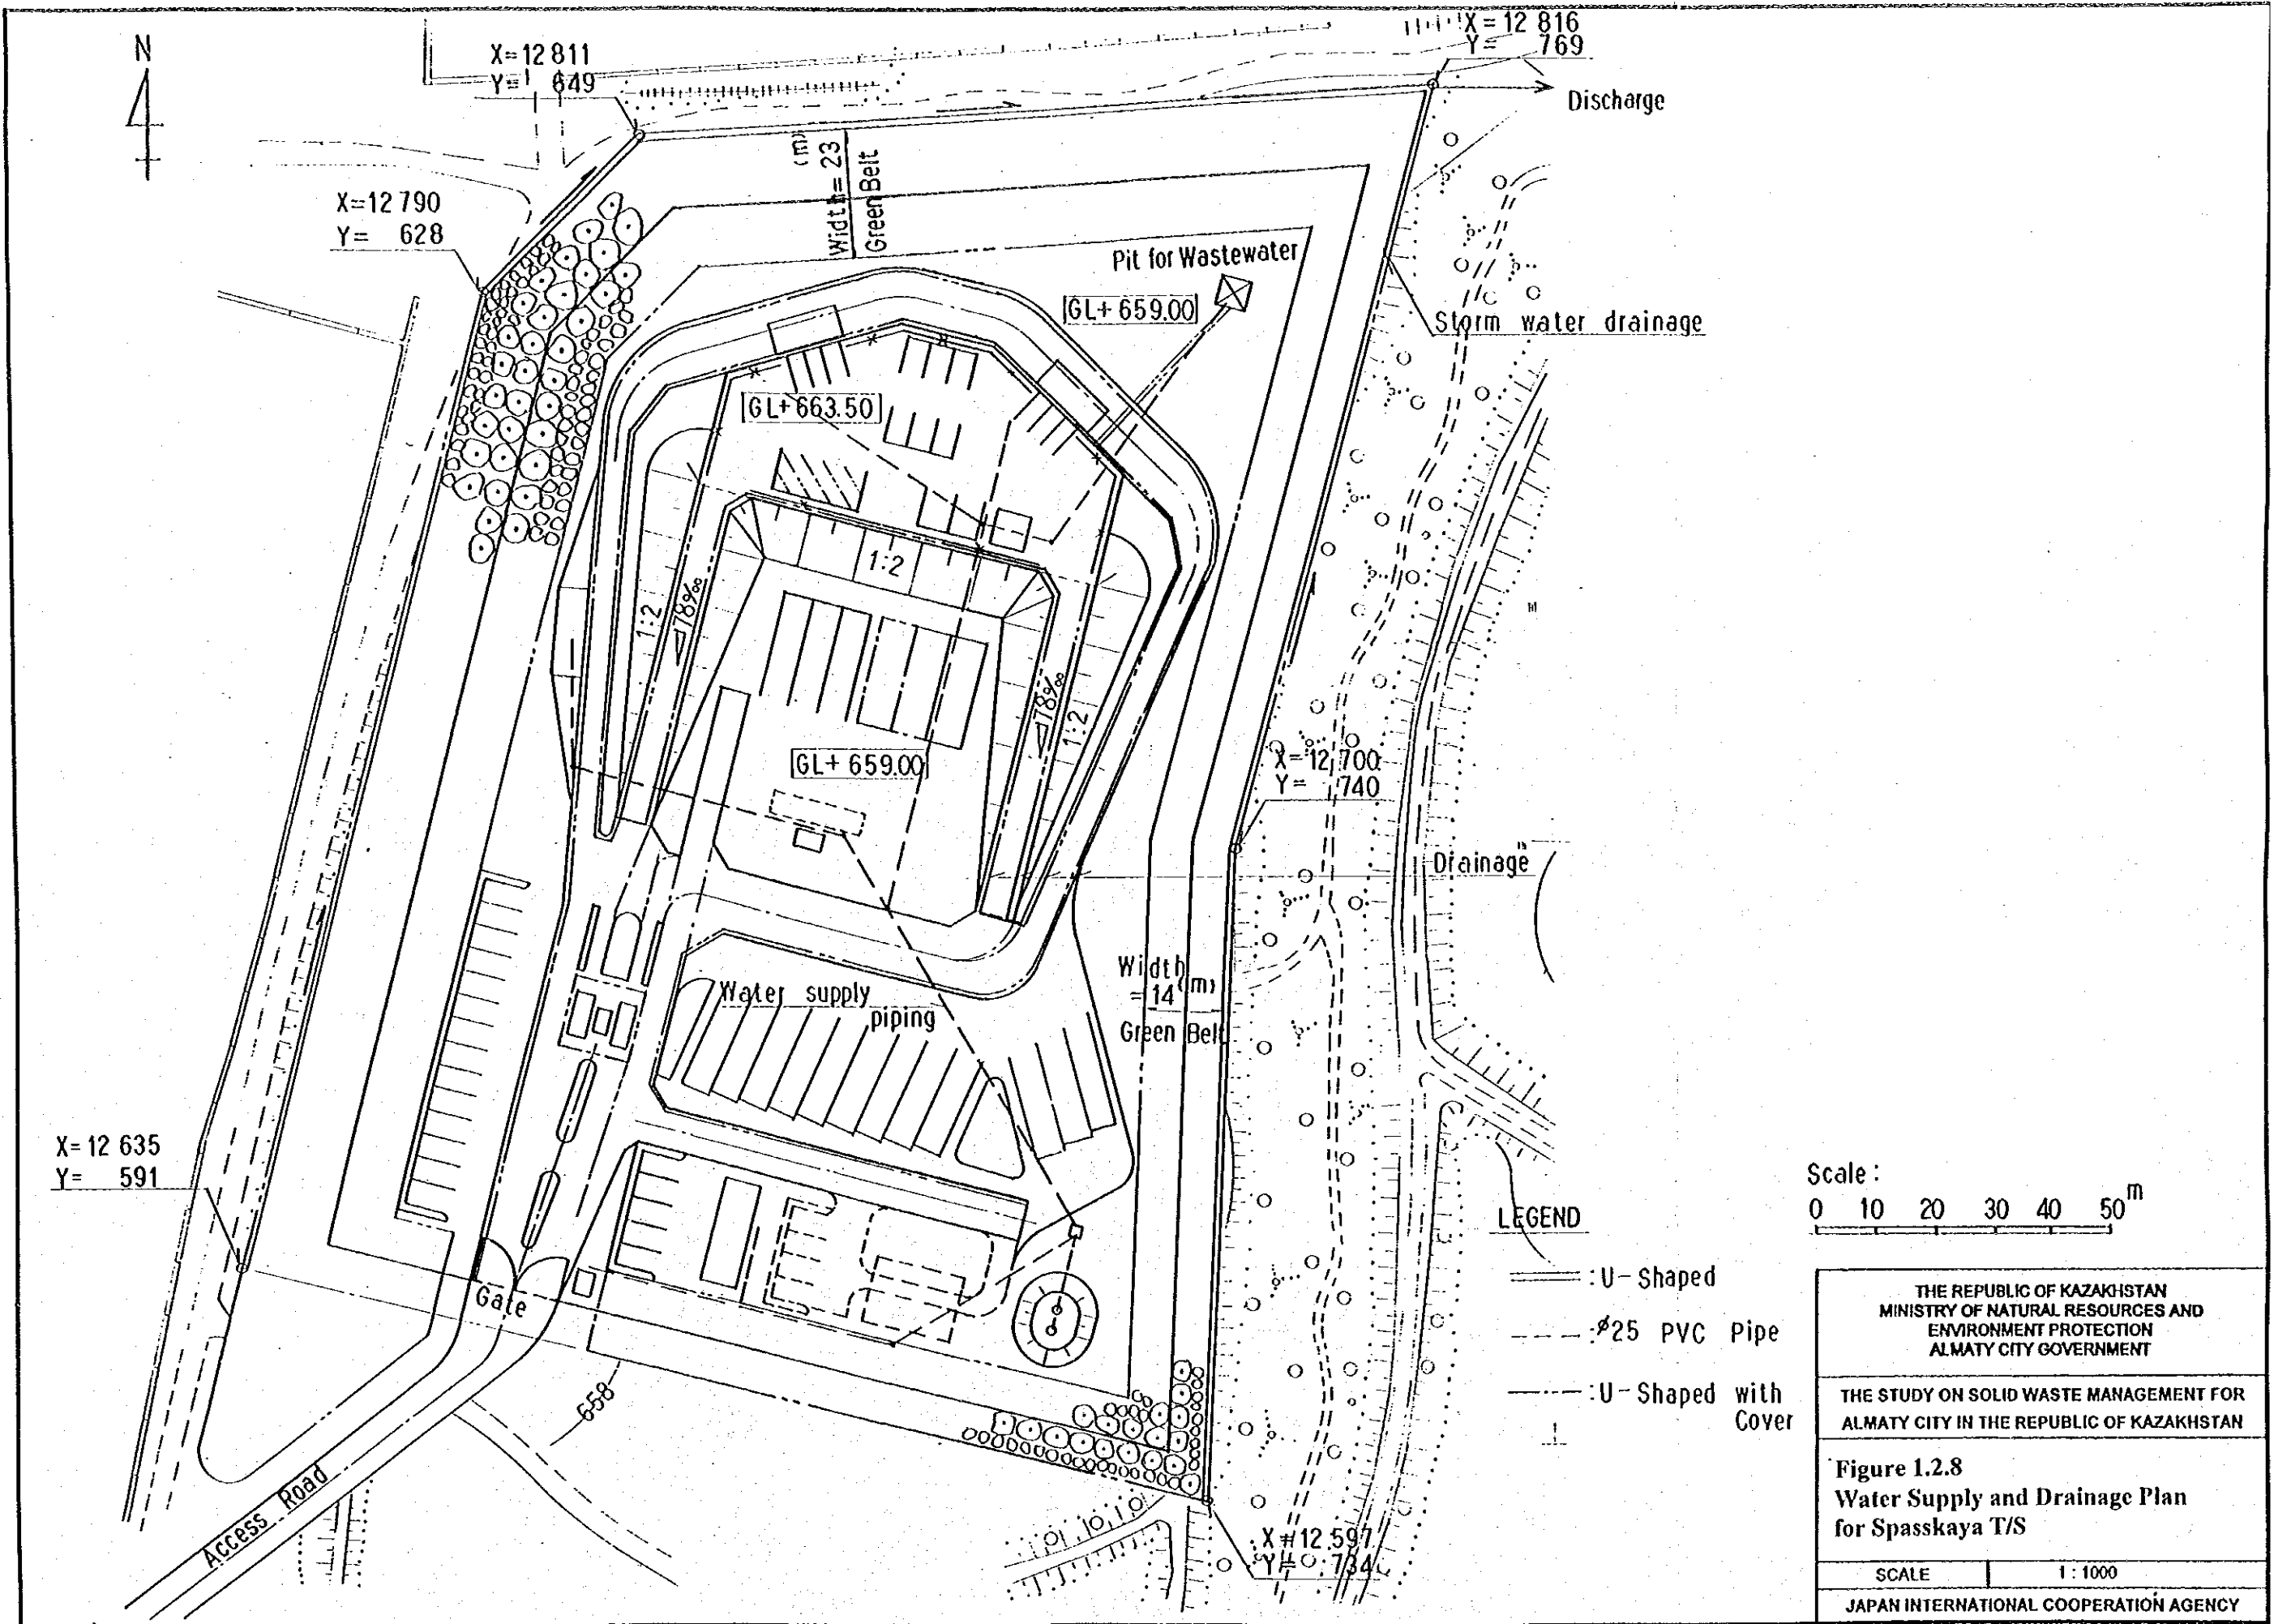 N
X=12 811
Y= 649
X=12 816
Y= 769
Discharge
X=12 790
Y= 628
Width=23 (m)
Green Belt
Pit for Wastewater
GL+ 659.00
Storm water drainage
GL+ 663.50
1:2
1:2
18%
18%
1:2
GL+ 659.00
X=12,700
Y= 740
Drainage
Width
=14 (m)
Green Belt
Water supply
piping
X=12 635
Y= 591
Gate
658
Access Road
X=12 597
Y= 734
Scale :
0 10 20 30 40 50 m
LEGEND
:U-Shaped
:ø25 PVC Pipe
:U-Shaped with
Cover
THE REPUBLIC OF KAZAKHSTAN
MINISTRY OF NATURAL RESOURCES AND
ENVIRONMENT PROTECTION
ALMATY CITY GOVERNMENT
THE STUDY ON SOLID WASTE MANAGEMENT FOR
ALMATY CITY IN THE REPUBLIC OF KAZAKHSTAN
Figure 1.2.8
Water Supply and Drainage Plan
for Spasskaya T/S
SCALE 1 : 1000
JAPAN INTERNATIONAL COOPERATION AGENCY